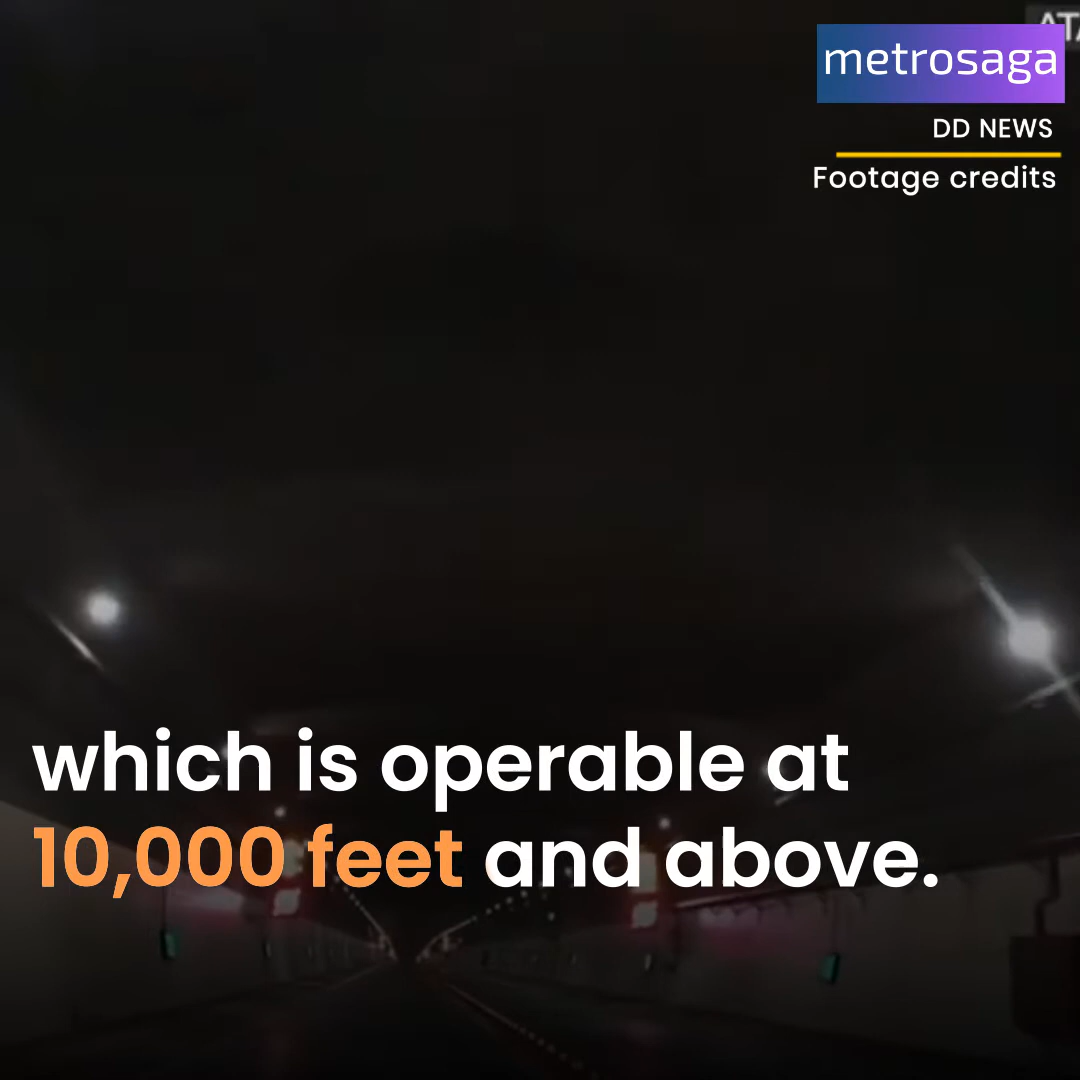 metrosaga
DD NEWS
Footage credits
which is operable at
10,000 feet and above.